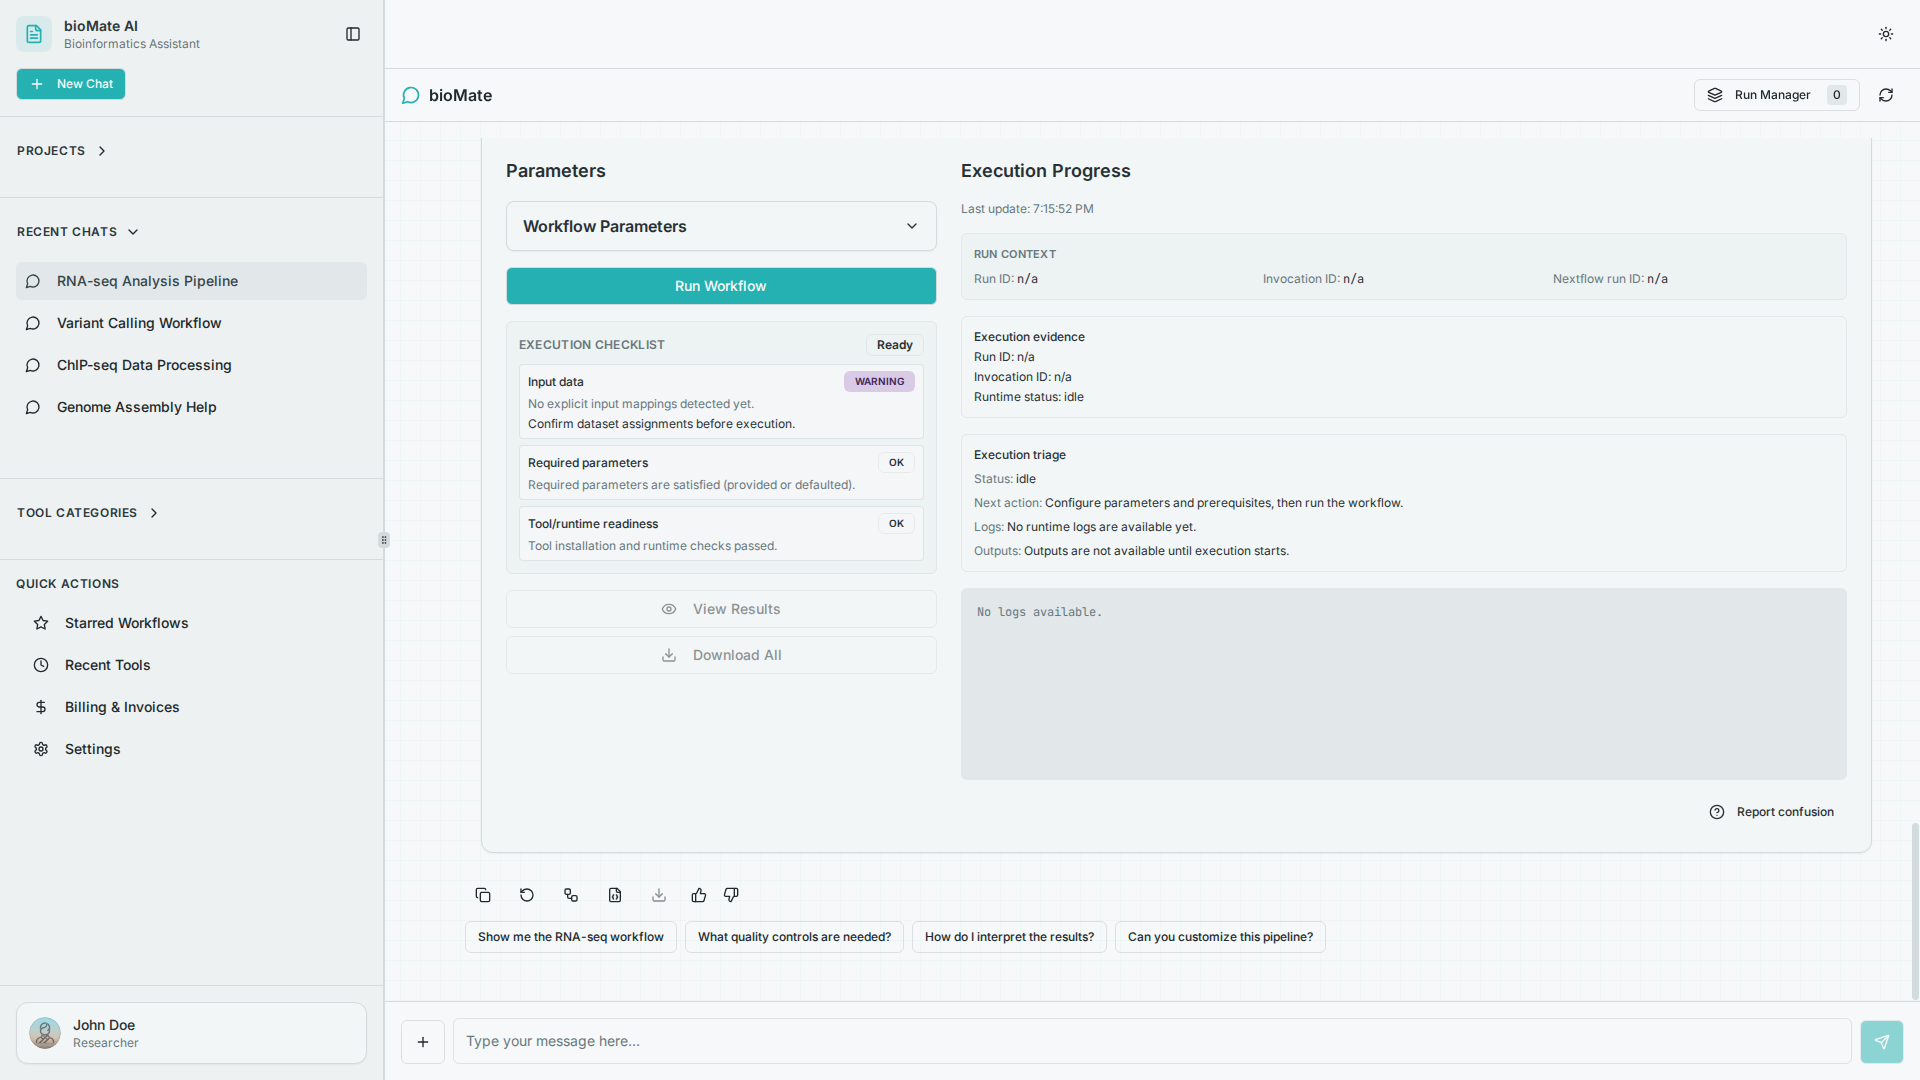 bioMate AI
Bioinformatics Assistant
New Chat
PROJECTS
RECENT CHATS
RNA-seq Analysis Pipeline
Variant Calling Workflow
ChIP-seq Data Processing
Genome Assembly Help
TOOL CATEGORIES
QUICK ACTIONS
Starred Workflows
Recent Tools
Billing & Invoices
Settings
John Doe
Researcher
bioMate
Run Manager 0
Parameters
Workflow Parameters
Run Workflow
EXECUTION CHECKLIST Ready
Input data WARNING
No explicit input mappings detected yet.
Confirm dataset assignments before execution.
Required parameters OK
Required parameters are satisfied (provided or defaulted).
Tool/runtime readiness OK
Tool installation and runtime checks passed.
View Results
Download All
Execution Progress
Last update: 7:15:52 PM
RUN CONTEXT
Run ID: n/a Invocation ID: n/a Nextflow run ID: n/a
Execution evidence
Run ID: n/a
Invocation ID: n/a
Runtime status: idle
Execution triage
Status: idle
Next action: Configure parameters and prerequisites, then run the workflow.
Logs: No runtime logs are available yet.
Outputs: Outputs are not available until execution starts.
No logs available.
Report confusion
Show me the RNA-seq workflow What quality controls are needed? How do I interpret the results? Can you customize this pipeline?
Type your message here...